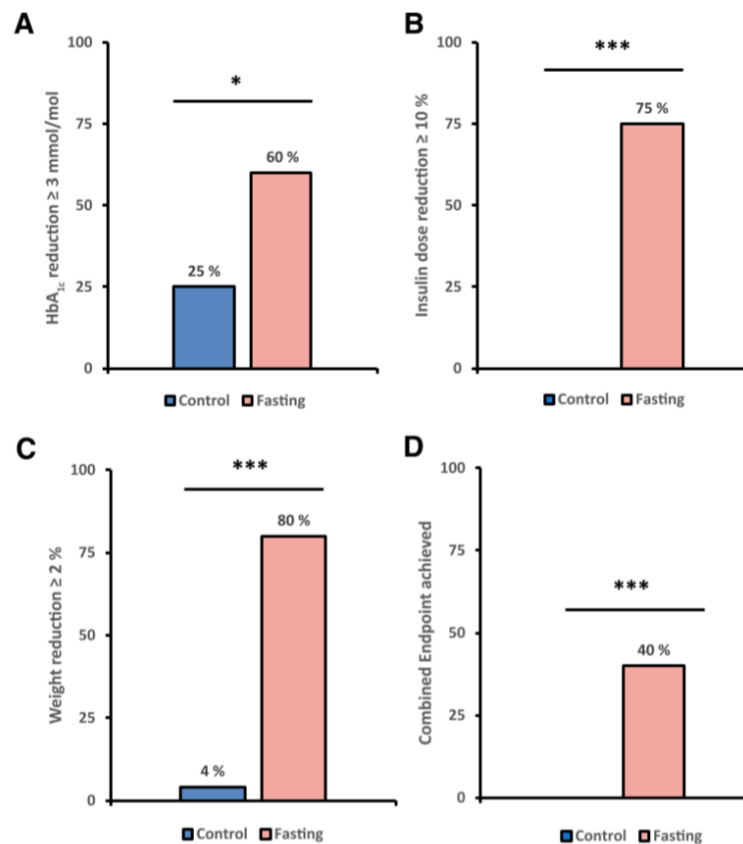 A
HbA1c reduction ≥ 3 mmol/mol
100
75
50
25
0
*
25 %
60 %
Control Fasting
B
Insulin dose reduction ≥ 10 %
100
75
50
25
0
***
75 %
Control Fasting
C
Weight reduction ≥ 2 %
100
75
50
25
0
***
4 %
80 %
Control Fasting
D
Combined Endpoint achieved
100
75
50
25
0
***
40 %
Control Fasting